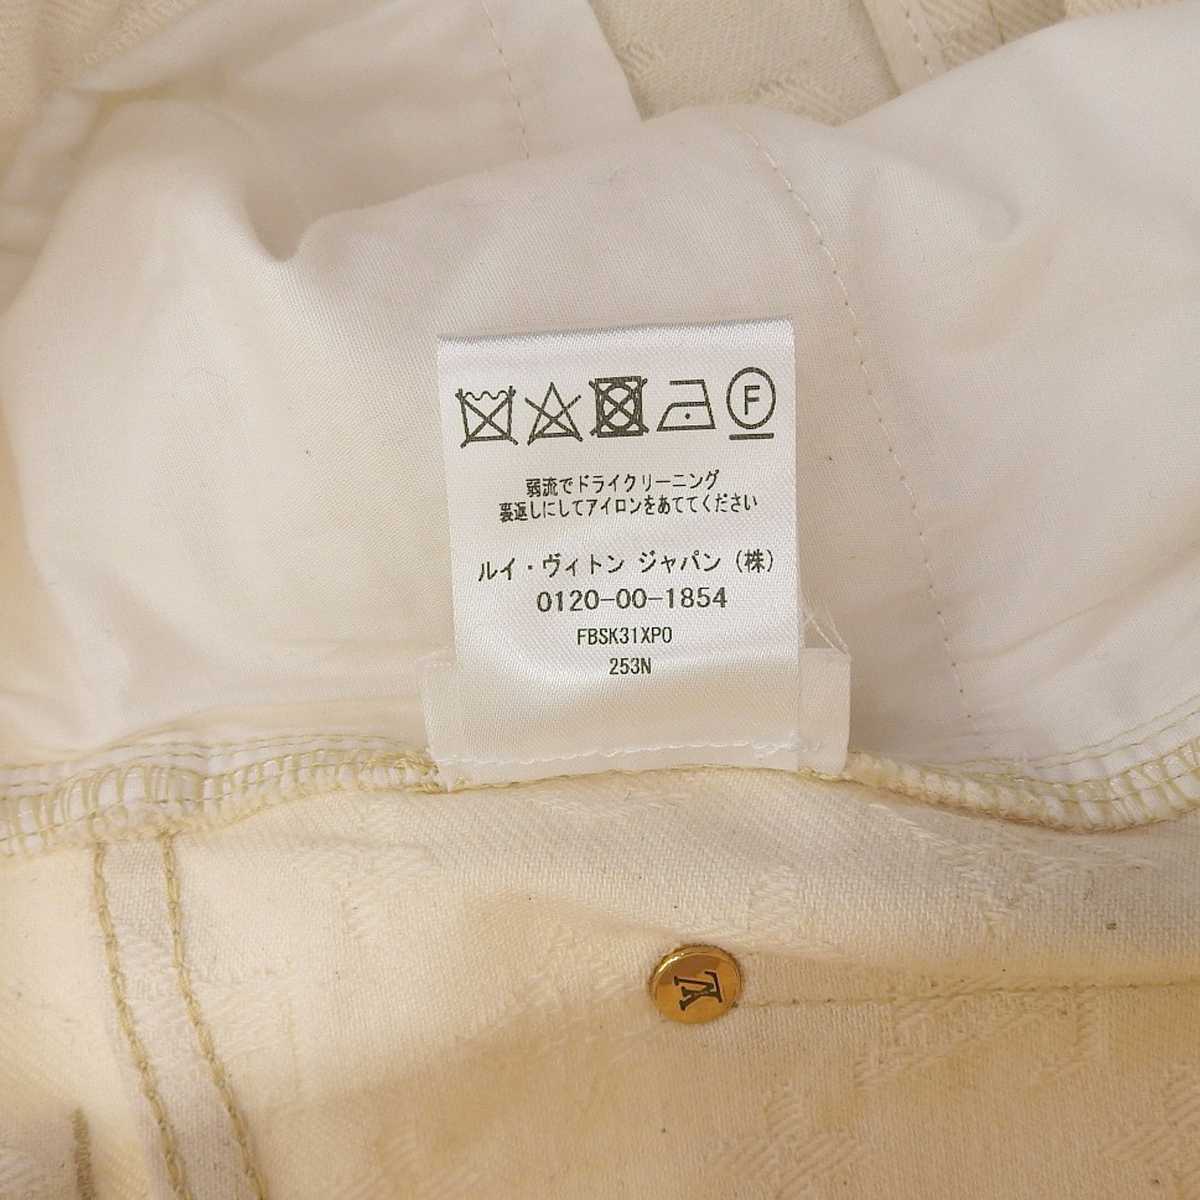 F
弱流でドライクリーニング
裏返しにしてアイロンをあててください
ルイ・ヴィトン ジャパン (株)
0120-00-1854
FBSK31XPO
253N
LV